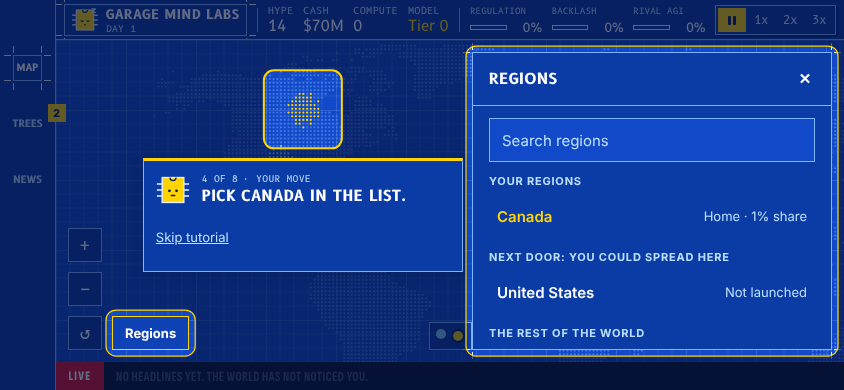 GARAGE MIND LABS
DAY 1
HYPE
14
CASH
$70M
COMPUTE
0
MODEL
Tier 0
REGULATION
0%
BACKLASH
0%
RIVAL AGI
0%
1x
2x
3x
MAP
TREES
2
NEWS
4 OF 8 · YOUR MOVE
PICK CANADA IN THE LIST.
Skip tutorial
+
−
↺
Regions
REGIONS
×
Search regions
YOUR REGIONS
Canada
Home · 1% share
NEXT DOOR: YOU COULD SPREAD HERE
United States
Not launched
THE REST OF THE WORLD
LIVE
NO HEADLINES YET. THE WORLD HAS NOT NOTICED YOU.